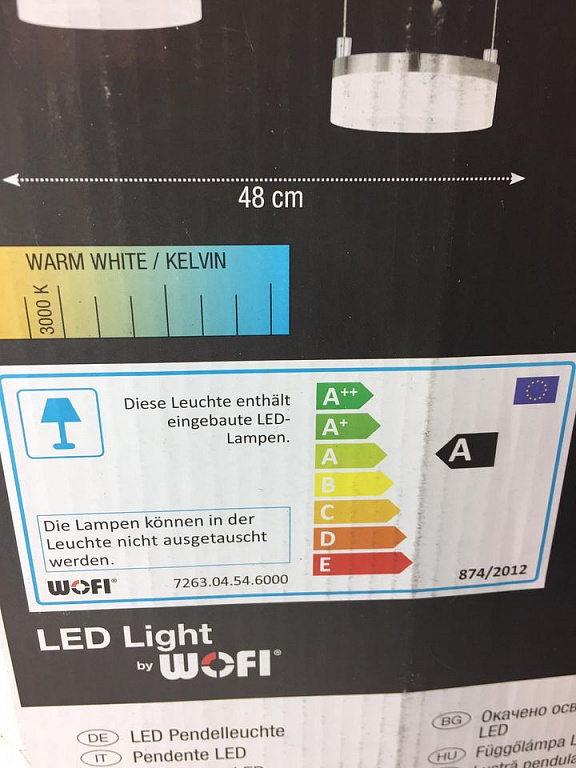 48 cm
WARM WHITE / KELVIN
3000 K
Diese Leuchte enthält
eingebaute LED-
Lampen.
A++
A+
A
B
C
D
E
A
Die Lampen können in der
Leuchte nicht ausgetauscht
werden.
WOFI®
7263.04.54.6000
874/2012
LED Light
by WOFI®
DE LED Pendelleuchte
IT Pendente LED
BG Окачено
LED
HU Függőlámpa